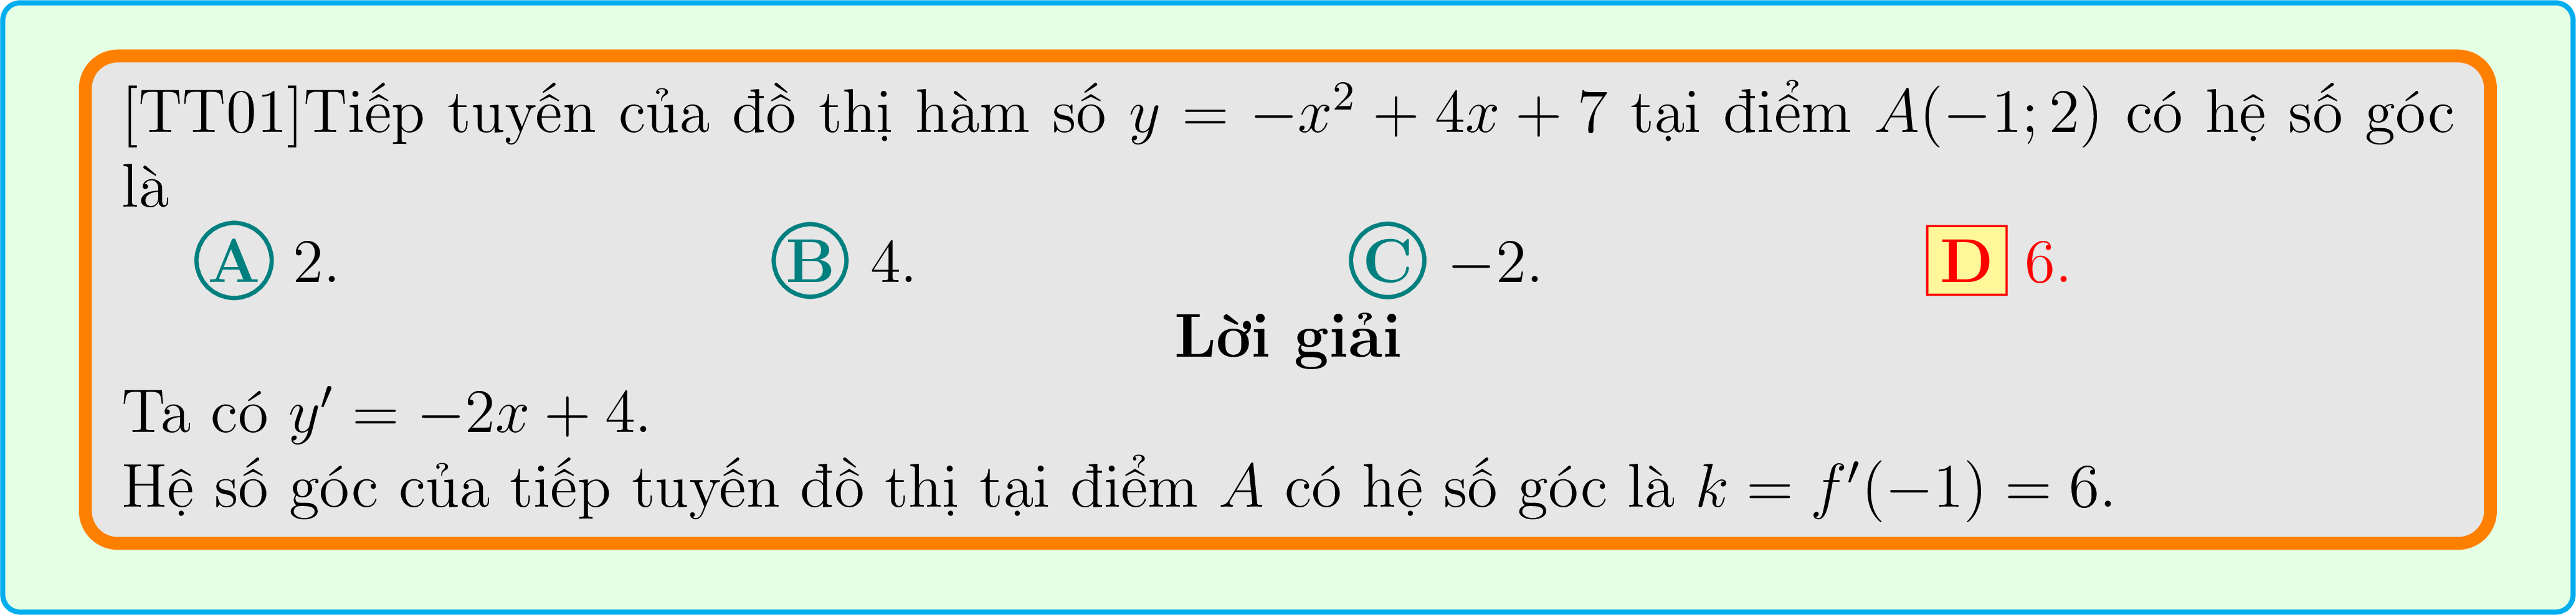 [TT01]Tiếp tuyến của đồ thị hàm số y = −x² + 4x + 7 tại điểm A(−1; 2) có hệ số góc
là
A 2. B 4. C −2. D 6.
Lời giải
Ta có y′ = −2x + 4.
Hệ số góc của tiếp tuyến đồ thị tại điểm A có hệ số góc là k = f′(−1) = 6.